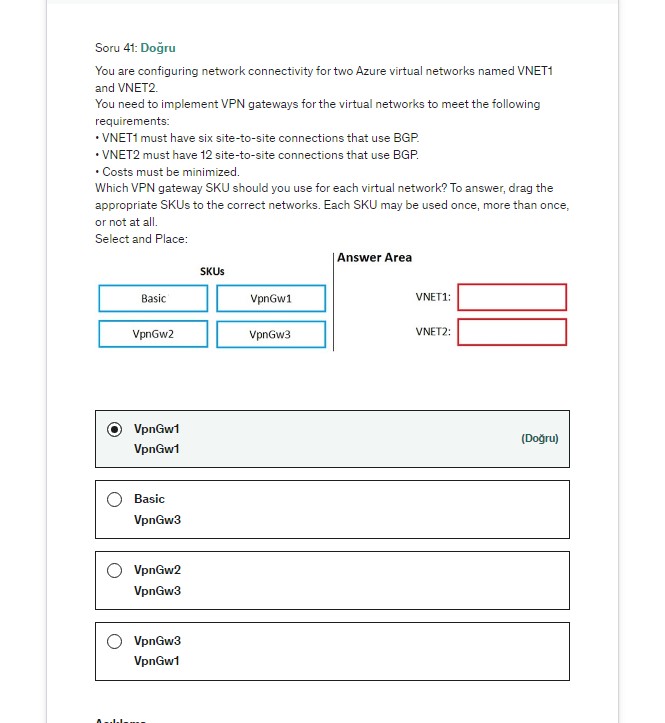 Soru 41: Doğru
You are configuring network connectivity for two Azure virtual networks named VNET1
and VNET2.
You need to implement VPN gateways for the virtual networks to meet the following
requirements:
• VNET1 must have six site-to-site connections that use BGP.
• VNET2 must have 12 site-to-site connections that use BGP.
• Costs must be minimized.
Which VPN gateway SKU should you use for each virtual network? To answer, drag the
appropriate SKUs to the correct networks. Each SKU may be used once, more than once,
or not at all.
Select and Place:
SKUs
Answer Area
Basic
VpnGw1
VNET1:
VpnGw2
VpnGw3
VNET2:
VpnGw1
VpnGw1
(Doğru)
Basic
VpnGw3
VpnGw2
VpnGw3
VpnGw3
VpnGw1